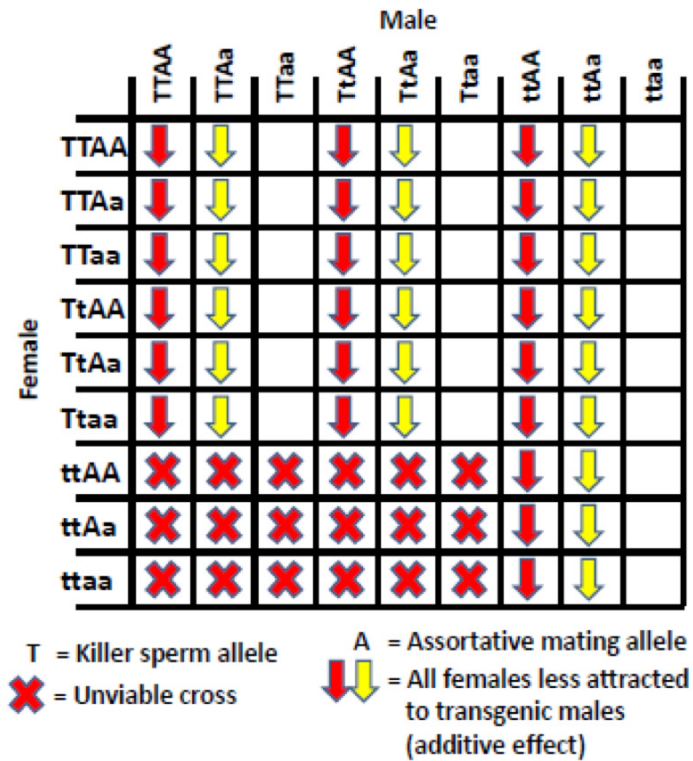 Male
TTAA TTAa TTaa TtAA TtAa Ttaa ttAA ttAa ttaa
Female
TTAA
TTAa
TTaa
TtAA
TtAa
Ttaa
ttAA
ttAa
ttaa
T = Killer sperm allele
= Unviable cross
A = Assortative mating allele
= All females less attracted
to transgenic males
(additive effect)